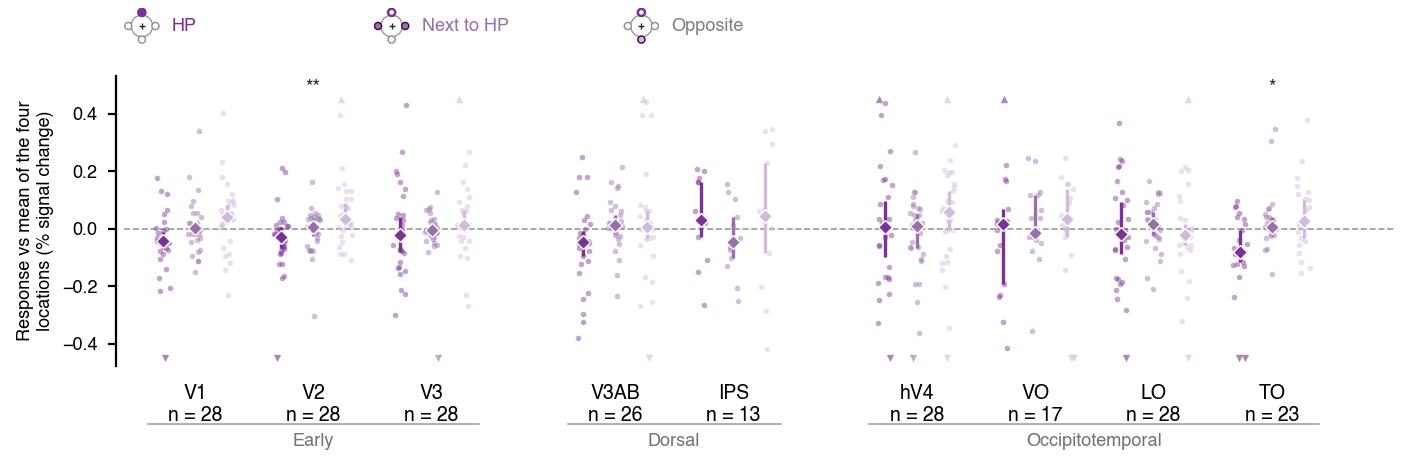 HP
Next to HP
Opposite
Response vs mean of the four
locations (% signal change)
**
*
0.4
0.2
0.0
−0.2
−0.4
V1 V2 V3 V3AB IPS hV4 VO LO TO
n = 28 n = 28 n = 28 n = 26 n = 13 n = 28 n = 17 n = 28 n = 23
Early Dorsal Occipitotemporal